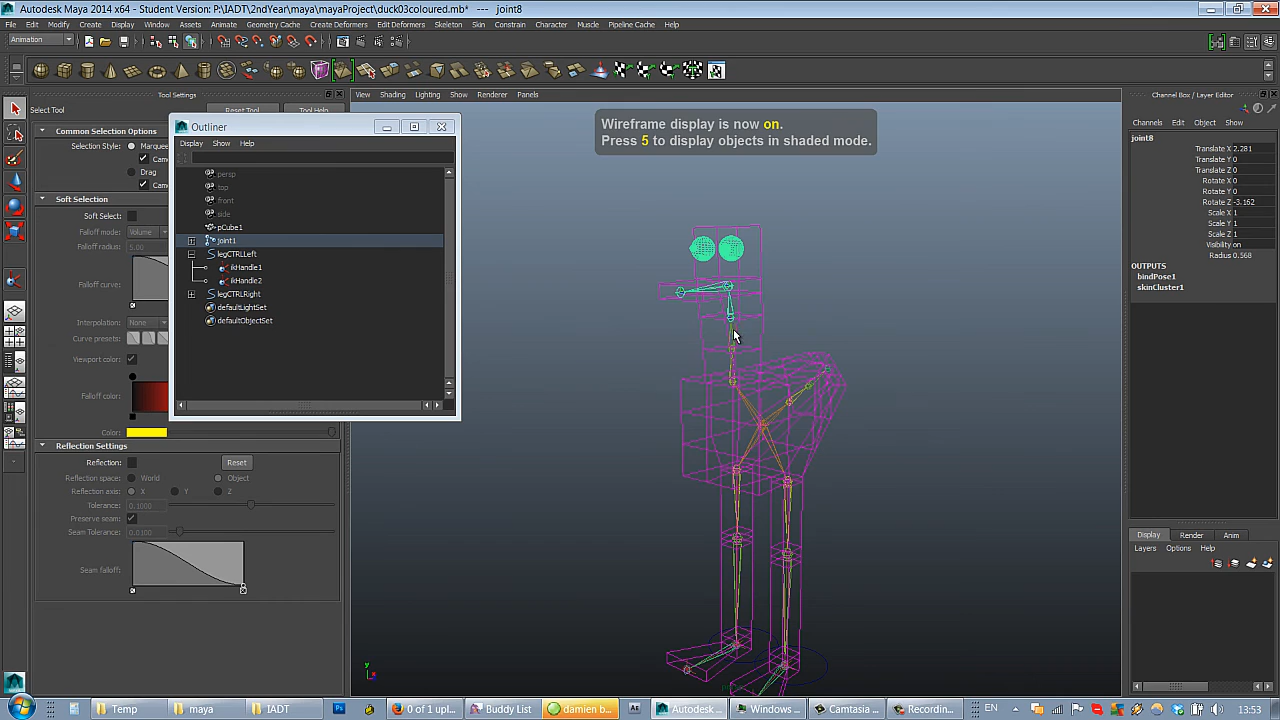 Autodesk Maya 2014 x64 - Student Version: P:\IADT\2ndYear\maya\mayaProject\duck03coloured.mb* --- joint8
File Edit Modify Create Display Window Assets Animate Geometry Cache Create Deformers Edit Deformers Skeleton Skin Constrain Character Muscle Pipeline Cache Help
Animation
Tool Settings
Select Tool
Reset Tool
Tool Help
Common Selection Options
Selection Style:
Marquee
Drag
Soft Selection
Soft Select:
Falloff mode:
Volume
Falloff radius:
5.00
Falloff curve:
Interpolation:
None
Curve presets:
Viewport color:
Falloff color:
Color:
Reflection Settings
Reflection:
Reset
Reflection space:
World
Object
Reflection axis:
X
Y
Z
Tolerance:
0.1000
Preserve seam:
Seam Tolerance:
0.0100
Seam falloff:
Outliner
Display Show Help
persp
top
front
side
pCube1
joint1
legCTRLLeft
ikHandle1
ikHandle2
legCTRLRight
defaultLightSet
defaultObjectSet
View Shading Lighting Show Renderer Panels
Wireframe display is now on.
Press 5 to display objects in shaded mode.
y
Channel Box / Layer Editor
Channels Edit Object Show
joint8
Translate X 2.281
Translate Y 0
Translate Z 0
Rotate X 0
Rotate Y 0
Rotate Z -3.162
Scale X 1
Scale Y 1
Scale Z 1
Visibility on
Radius 0.568
OUTPUTS
bindPose1
skinCluster1
Display Render Anim
Layers Options Help
Temp
maya
IADT
Ps
0 of 1 upl...
Buddy List
damien b...
Autodesk ...
Windows ...
Camtasia ...
Recordin...
EN
13:53